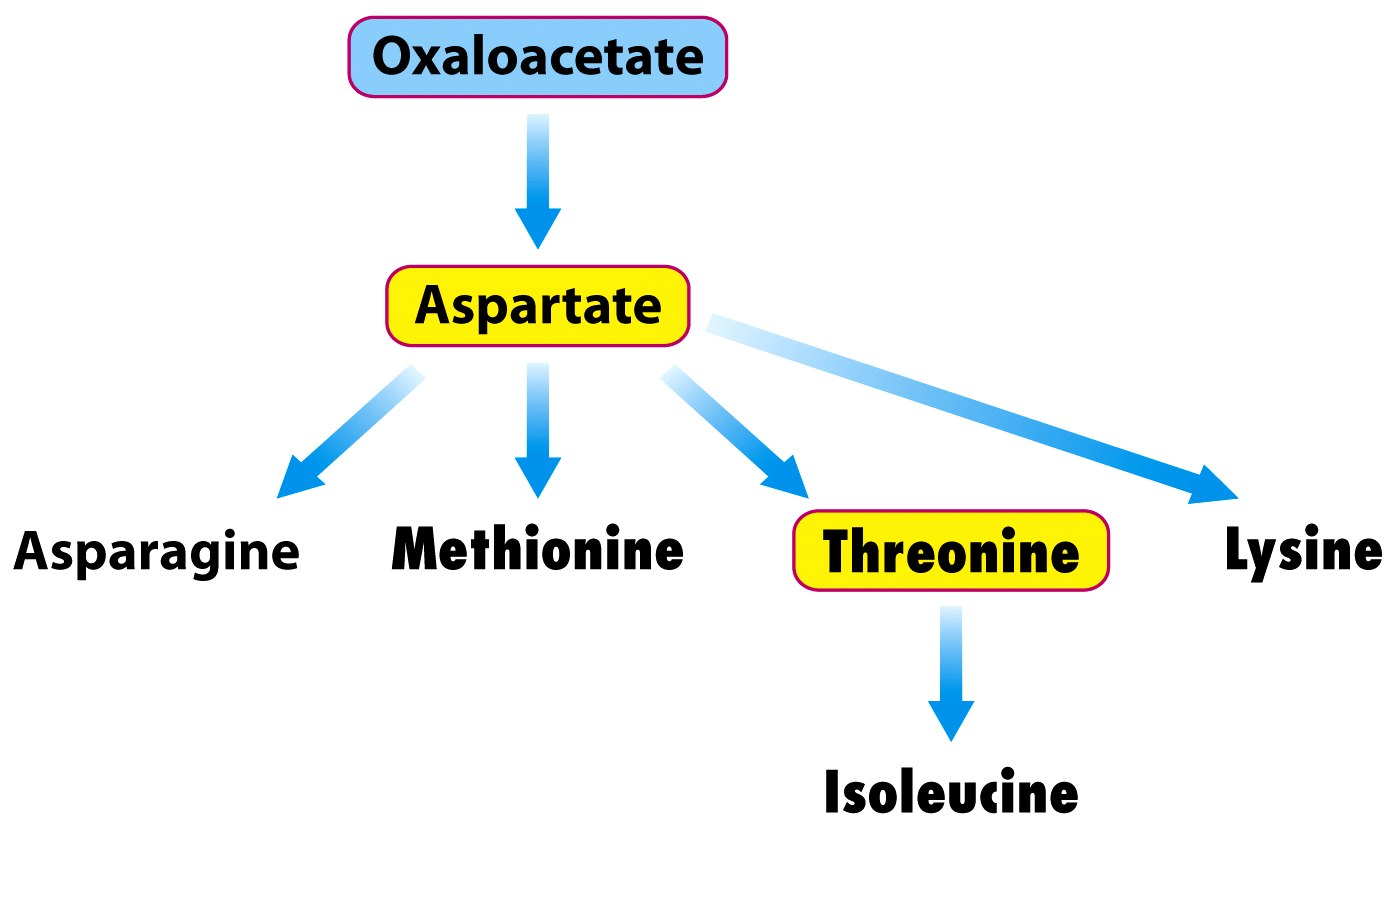 Oxaloacetate
Aspartate
Asparagine
Methionine
Threonine
Lysine
Isoleucine